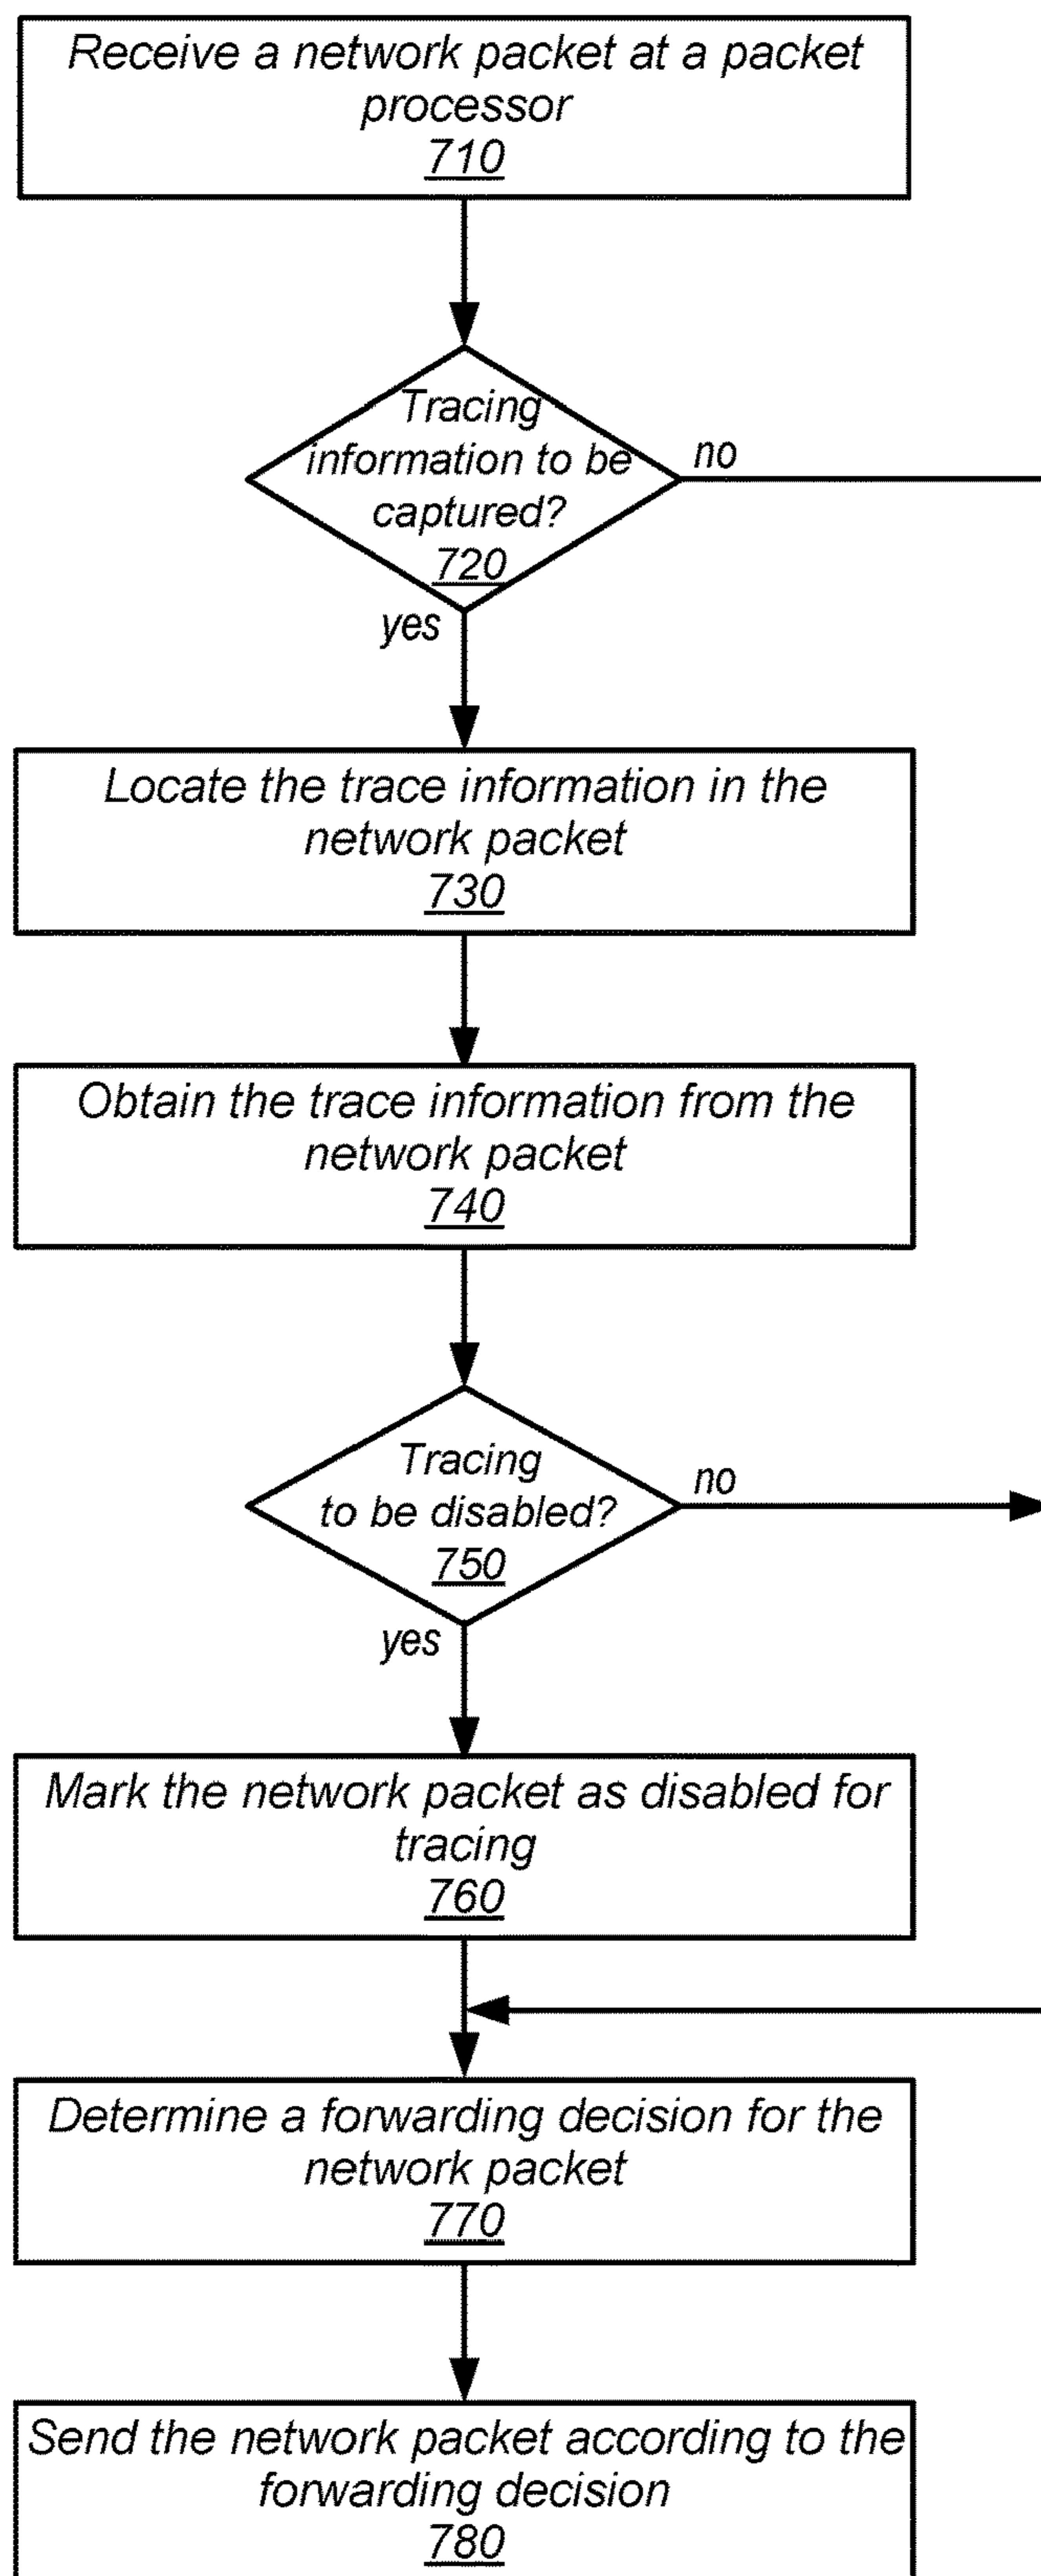 Receive a network packet at a packet
processor
710
Tracing
information to be
captured?
720
no
yes
Locate the trace information in the
network packet
730
Obtain the trace information from the
network packet
740
Tracing
to be disabled?
750
no
yes
Mark the network packet as disabled for
tracing
760
Determine a forwarding decision for the
network packet
770
Send the network packet according to the
forwarding decision
780